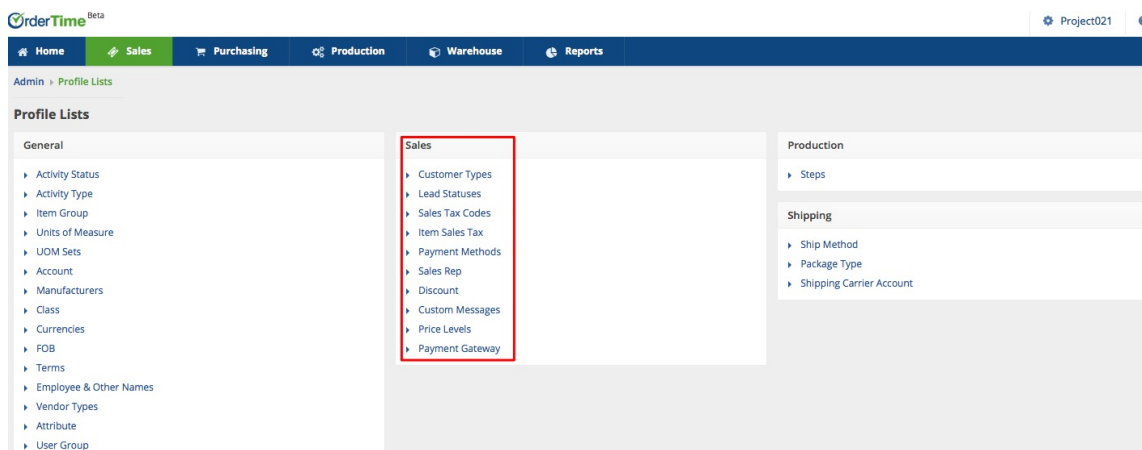 OrderTime Beta
Project021
Home Sales Purchasing Production Warehouse Reports
Admin Profile Lists
Profile Lists
General
Activity Status
Activity Type
Item Group
Units of Measure
UOM Sets
Account
Manufacturers
Class
Currencies
FOB
Terms
Employee & Other Names
Vendor Types
Attribute
User Group
Sales
Customer Types
Lead Statuses
Sales Tax Codes
Item Sales Tax
Payment Methods
Sales Rep
Discount
Custom Messages
Price Levels
Payment Gateway
Production
Steps
Shipping
Ship Method
Package Type
Shipping Carrier Account